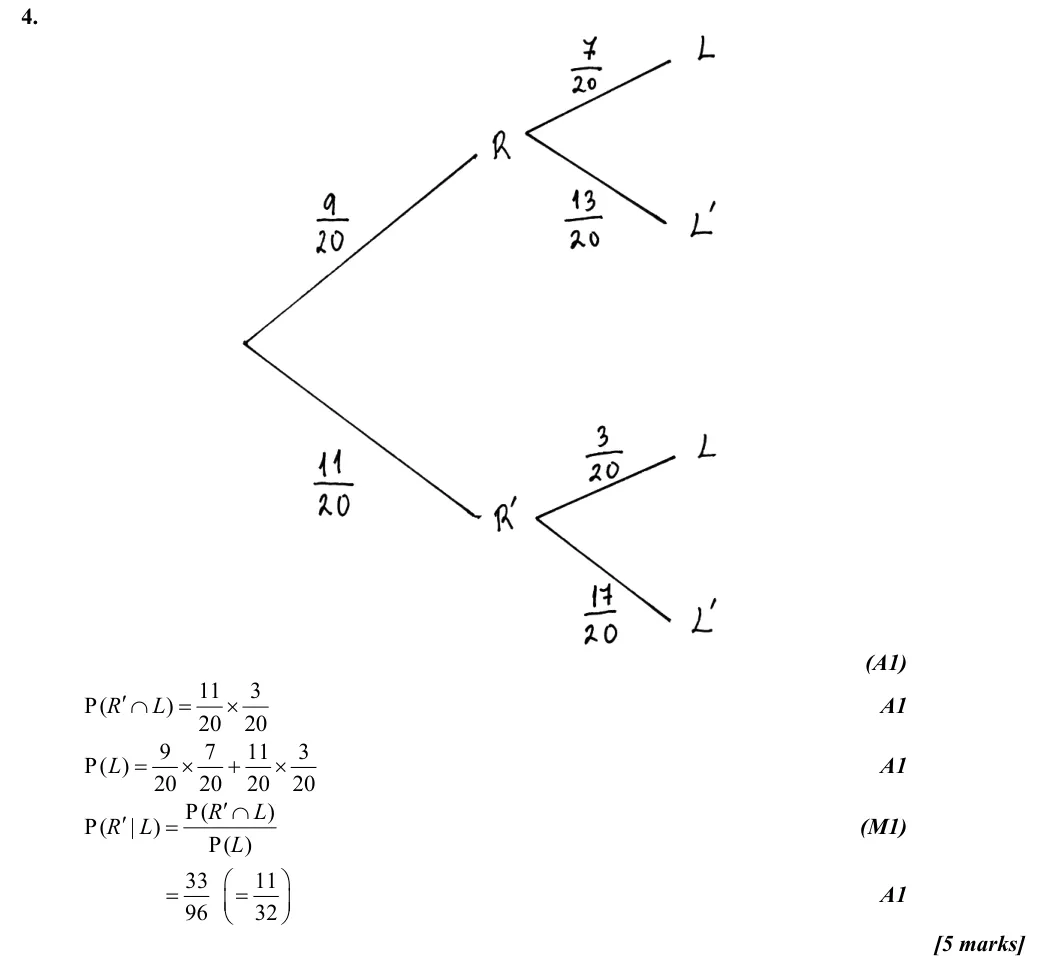 4.
7/20 L
R
9/20 13/20 L′
3/20 L
11/20 R′
17/20 L′
(A1)
P(R′ ∩ L) = 11/20 × 3/20 A1
P(L) = 9/20 × 7/20 + 11/20 × 3/20 A1
P(R′ | L) = P(R′ ∩ L)/P(L) (M1)
= 33/96 (= 11/32) A1
[5 marks]